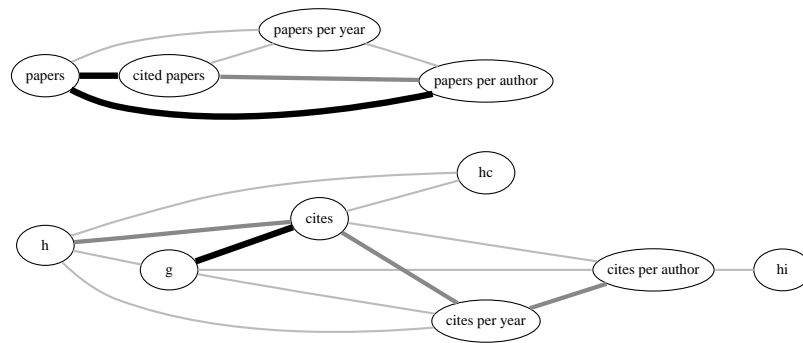 papers per year
papers
cited papers
papers per author
hc
cites
h
g
cites per author
hi
cites per year